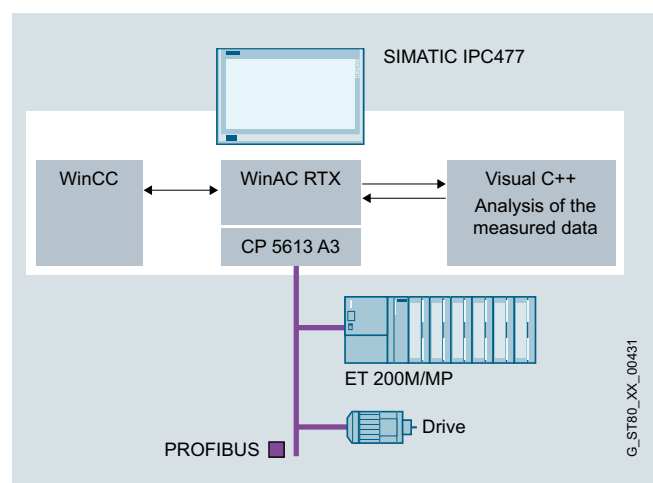 SIMATIC IPC477
WinCC
WinAC RTX
Visual C++
Analysis of the
measured data
CP 5613 A3
ET 200M/MP
Drive
PROFIBUS
G_ST80_XX_00431